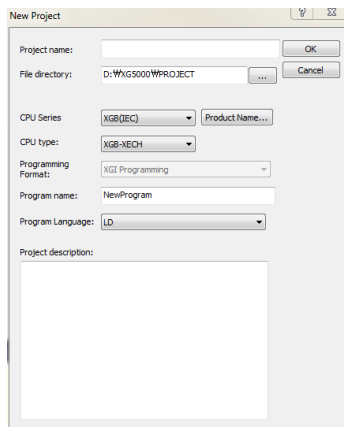 New Project
Project name:
OK
File directory:
D:₩XG5000₩PROJECT
...
Cancel
CPU Series
XGB(IEC)
Product Name...
CPU type:
XGB-XECH
Programming
Format:
XGI Programming
Program name:
NewProgram
Program Language:
LD
Project description: